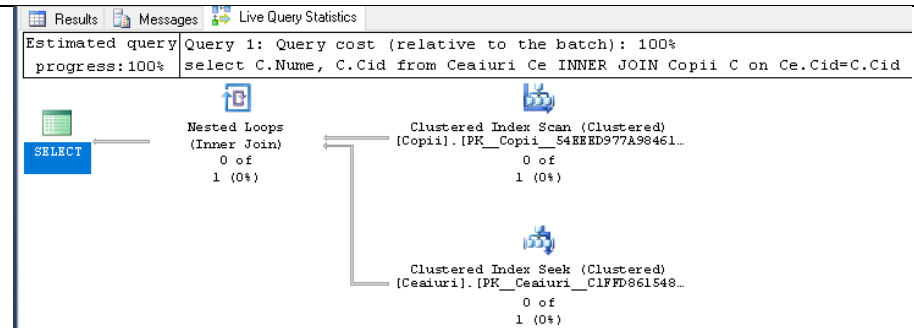 Results Messages Live Query Statistics
Estimated query progress:100%
Query 1: Query cost (relative to the batch): 100%
select C.Nume, C.Cid from Ceaiuri Ce INNER JOIN Copii C on Ce.Cid=C.Cid
SELECT
Nested Loops
(Inner Join)
0 of
1 (0%)
Clustered Index Scan (Clustered)
[Copii].[PK__Copii__54EEED977A98461…
0 of
1 (0%)
Clustered Index Seek (Clustered)
[Ceaiuri].[PK__Ceaiuri__C1FFD861548…
0 of
1 (0%)